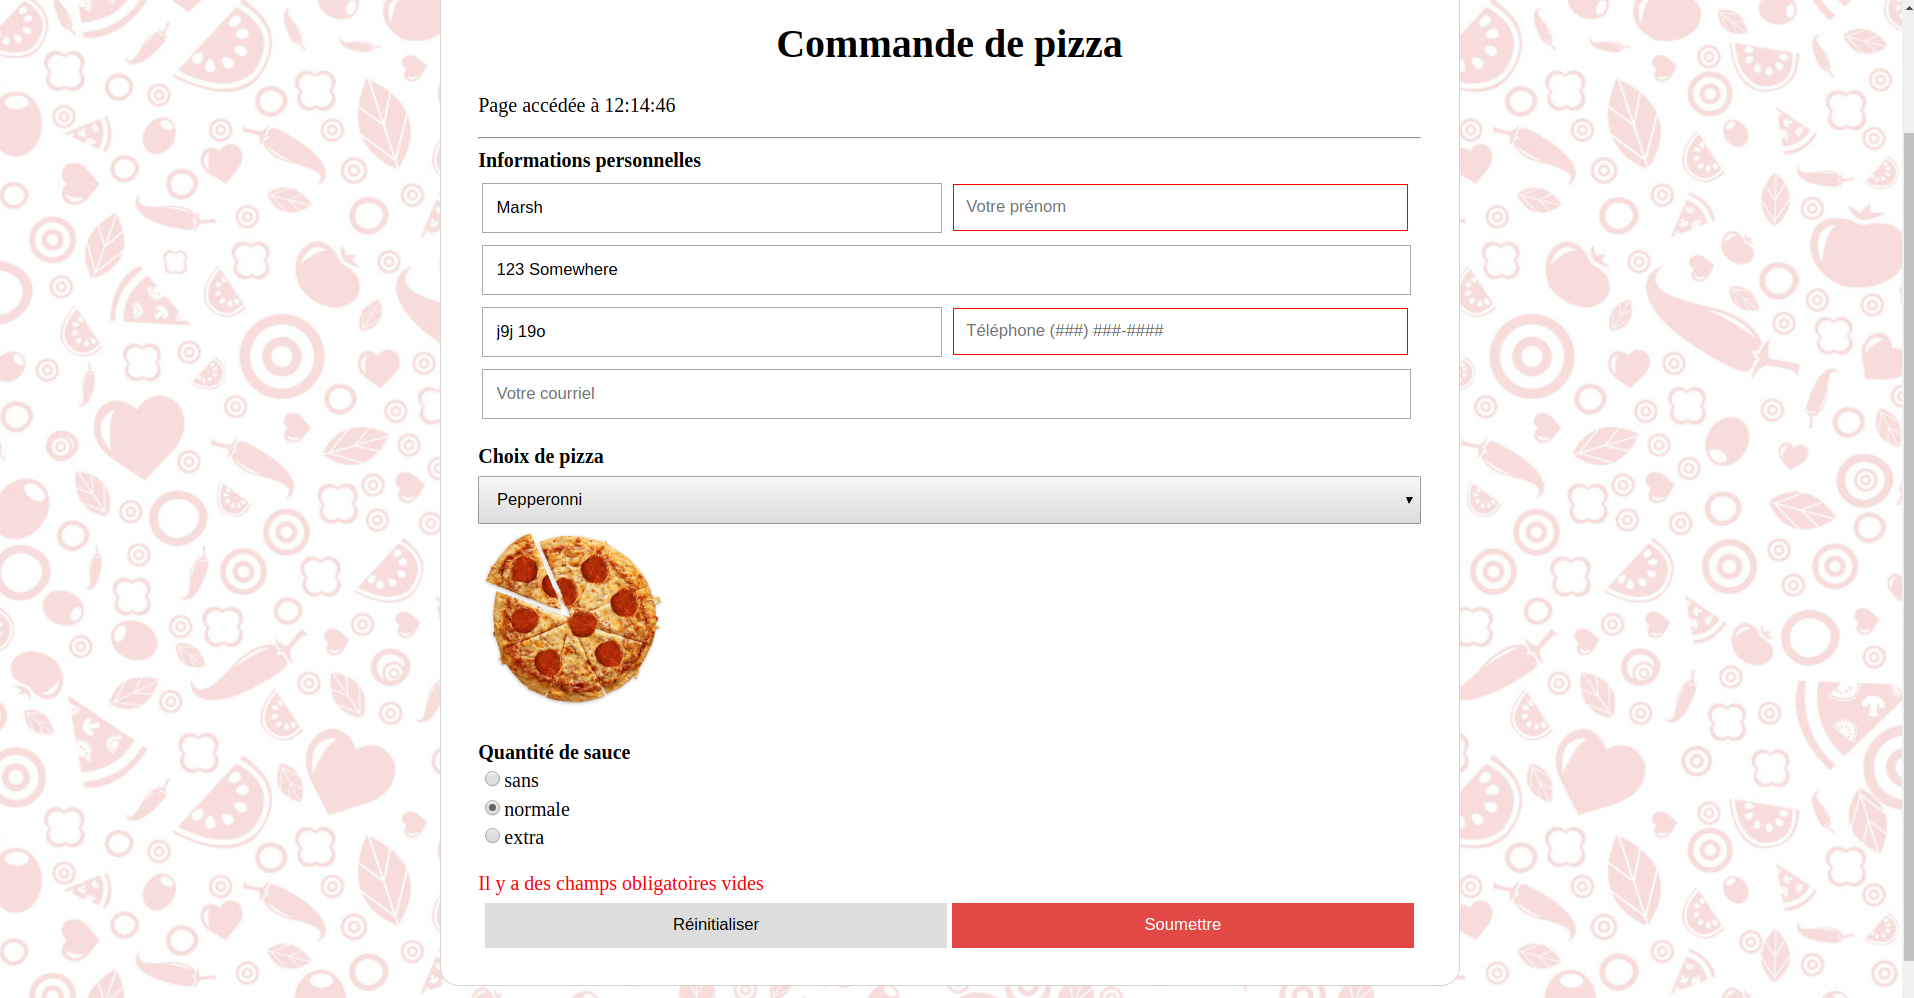 Commande de pizza
Page accédée à 12:14:46
Informations personnelles
Marsh
Votre prénom
123 Somewhere
j9j 19o
Téléphone (###) ###-####
Votre courriel
Choix de pizza
Pepperonni
Quantité de sauce
sans
normale
extra
Il y a des champs obligatoires vides
Réinitialiser
Soumettre